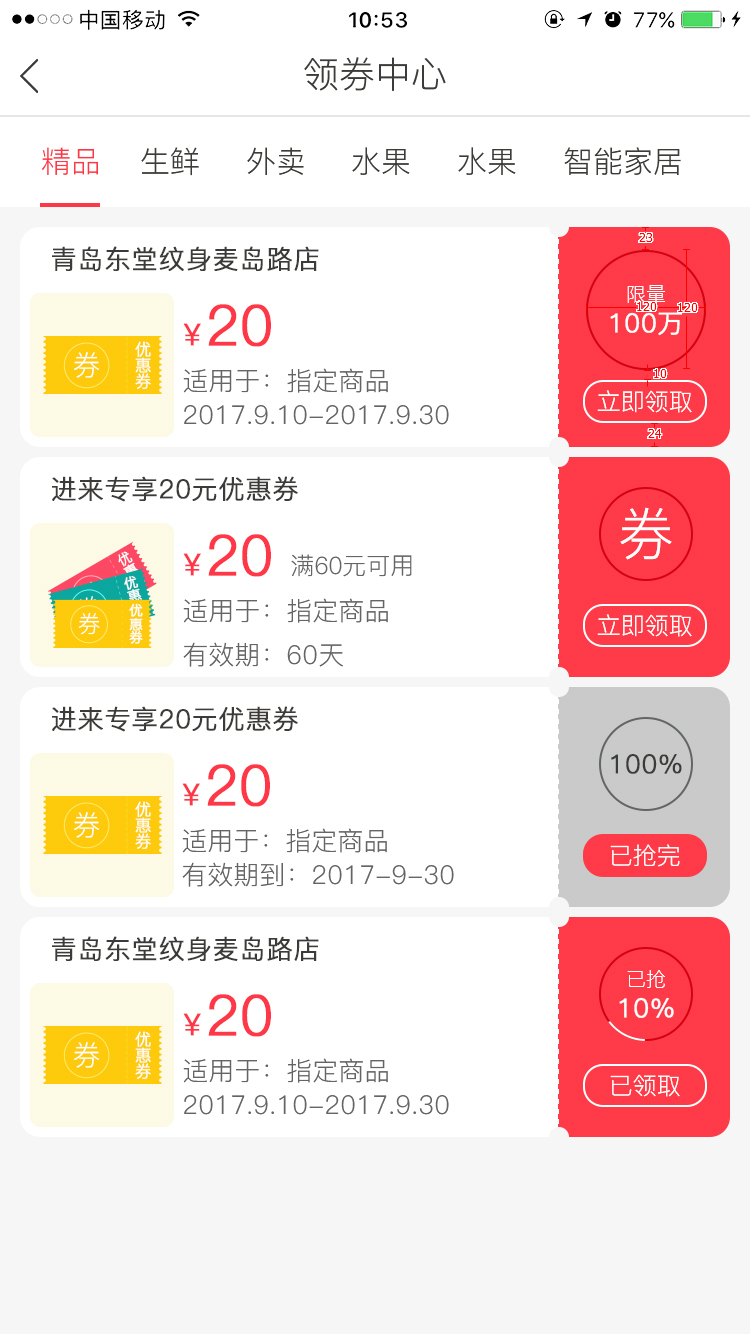 中国移动 10:53 77%
领券中心
精品 生鲜 外卖 水果 水果 智能家居
青岛东堂纹身麦岛路店
券 优惠券
¥20
适用于：指定商品
2017.9.10-2017.9.30
23
限量
120 120
100万
10
立即领取
24
进来专享20元优惠券
优
券 优惠
券 优惠券
¥20 满60元可用
适用于：指定商品
有效期：60天
券
立即领取
进来专享20元优惠券
券 优惠券
¥20
适用于：指定商品
有效期到：2017-9-30
100%
已抢完
青岛东堂纹身麦岛路店
券 优惠券
¥20
适用于：指定商品
2017.9.10-2017.9.30
已抢
10%
已领取